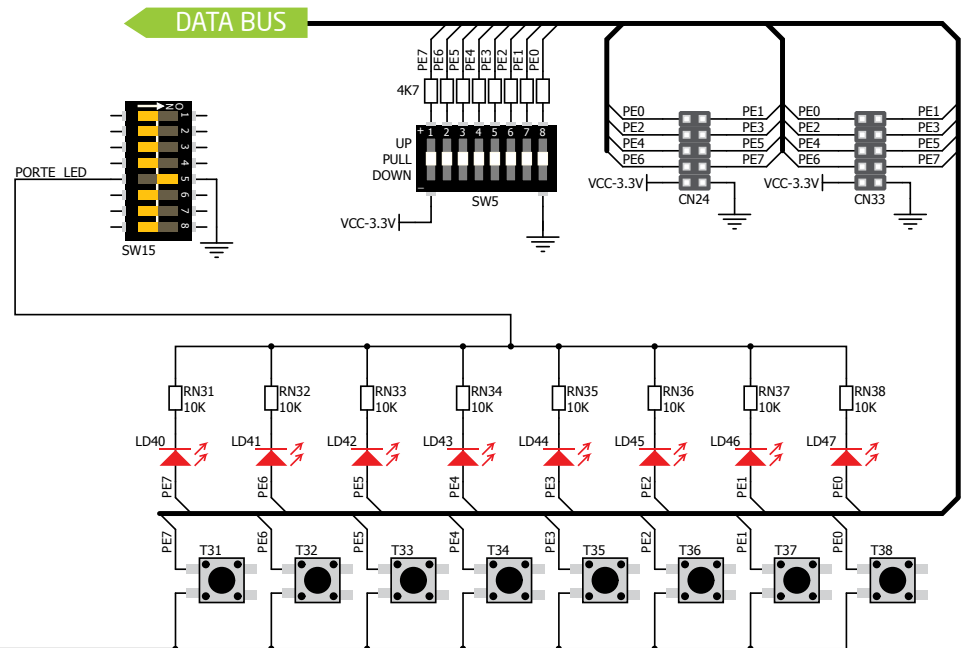 DATA BUS
PE7 PE6 PE5 PE4 PE3 PE2 PE1 PE0
4K7
+ 1 2 3 4 5 6 7 8
UP
PULL
DOWN
_
SW5
VCC-3.3V
ON
1
2
3
4
5
6
7
8
PORTE LED
SW15
PE0 PE1
PE2 PE3
PE4 PE5
PE6 PE7
VCC-3.3V
CN24
PE0 PE1
PE2 PE3
PE4 PE5
PE6 PE7
VCC-3.3V
CN33
RN31 RN32 RN33 RN34 RN35 RN36 RN37 RN38
10K 10K 10K 10K 10K 10K 10K 10K
LD40 LD41 LD42 LD43 LD44 LD45 LD46 LD47
PE7 PE6 PE5 PE4 PE3 PE2 PE1 PE0
PE7 PE6 PE5 PE4 PE3 PE2 PE1 PE0
T31 T32 T33 T34 T35 T36 T37 T38